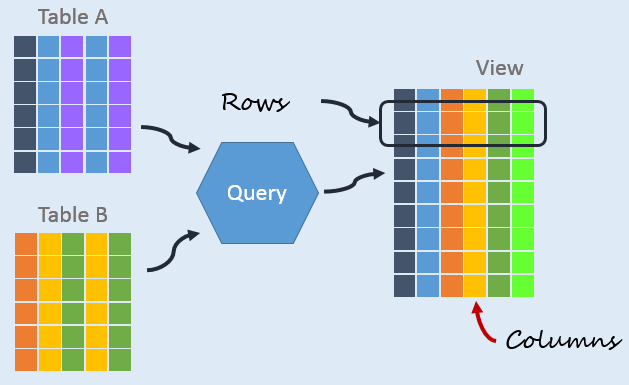 Table A
View
Rows
Query
Table B
Columns